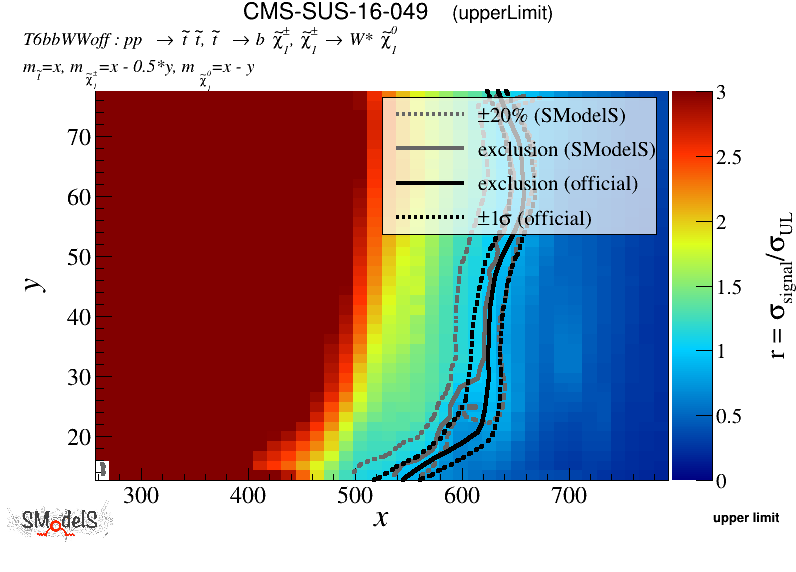 CMS-SUS-16-049 (upperLimit)
T6bbWWoff : pp → t̃ t̃, t̃ → b χ̃₁±, χ̃₁± → W* χ̃₁⁰
m_t̃=x, m_χ̃₁±=x - 0.5*y, m_χ̃₁⁰=x - y
±20% (SModelS)
exclusion (SModelS)
exclusion (official)
±1σ (official)
70
60
50
40
30
20
y
300 400 500 600 700
x
3
2.5
2
1.5
1
0.5
0
r = σ_signal/σ_UL
SModelS
upper limit